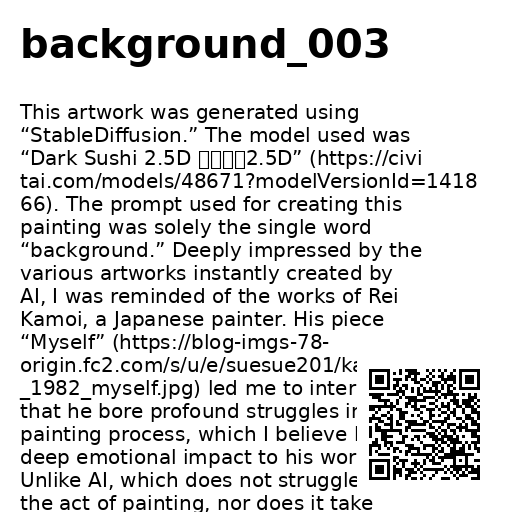 background_003
This artwork was generated using
“StableDiffusion.” The model used was
“Dark Sushi 2.5D 2.5D” (https://civi
tai.com/models/48671?modelVersionId=1418
66). The prompt used for creating this
painting was solely the single word
“background.” Deeply impressed by the
various artworks instantly created by
AI, I was reminded of the works of Rei
Kamoi, a Japanese painter. His piece
“Myself” (https://blog-imgs-78-
origin.fc2.com/s/u/e/suesue201/ka
_1982_myself.jpg) led me to inter
that he bore profound struggles in
painting process, which I believe
deep emotional impact to his wor
Unlike AI, which does not struggle
the act of painting, nor does it take